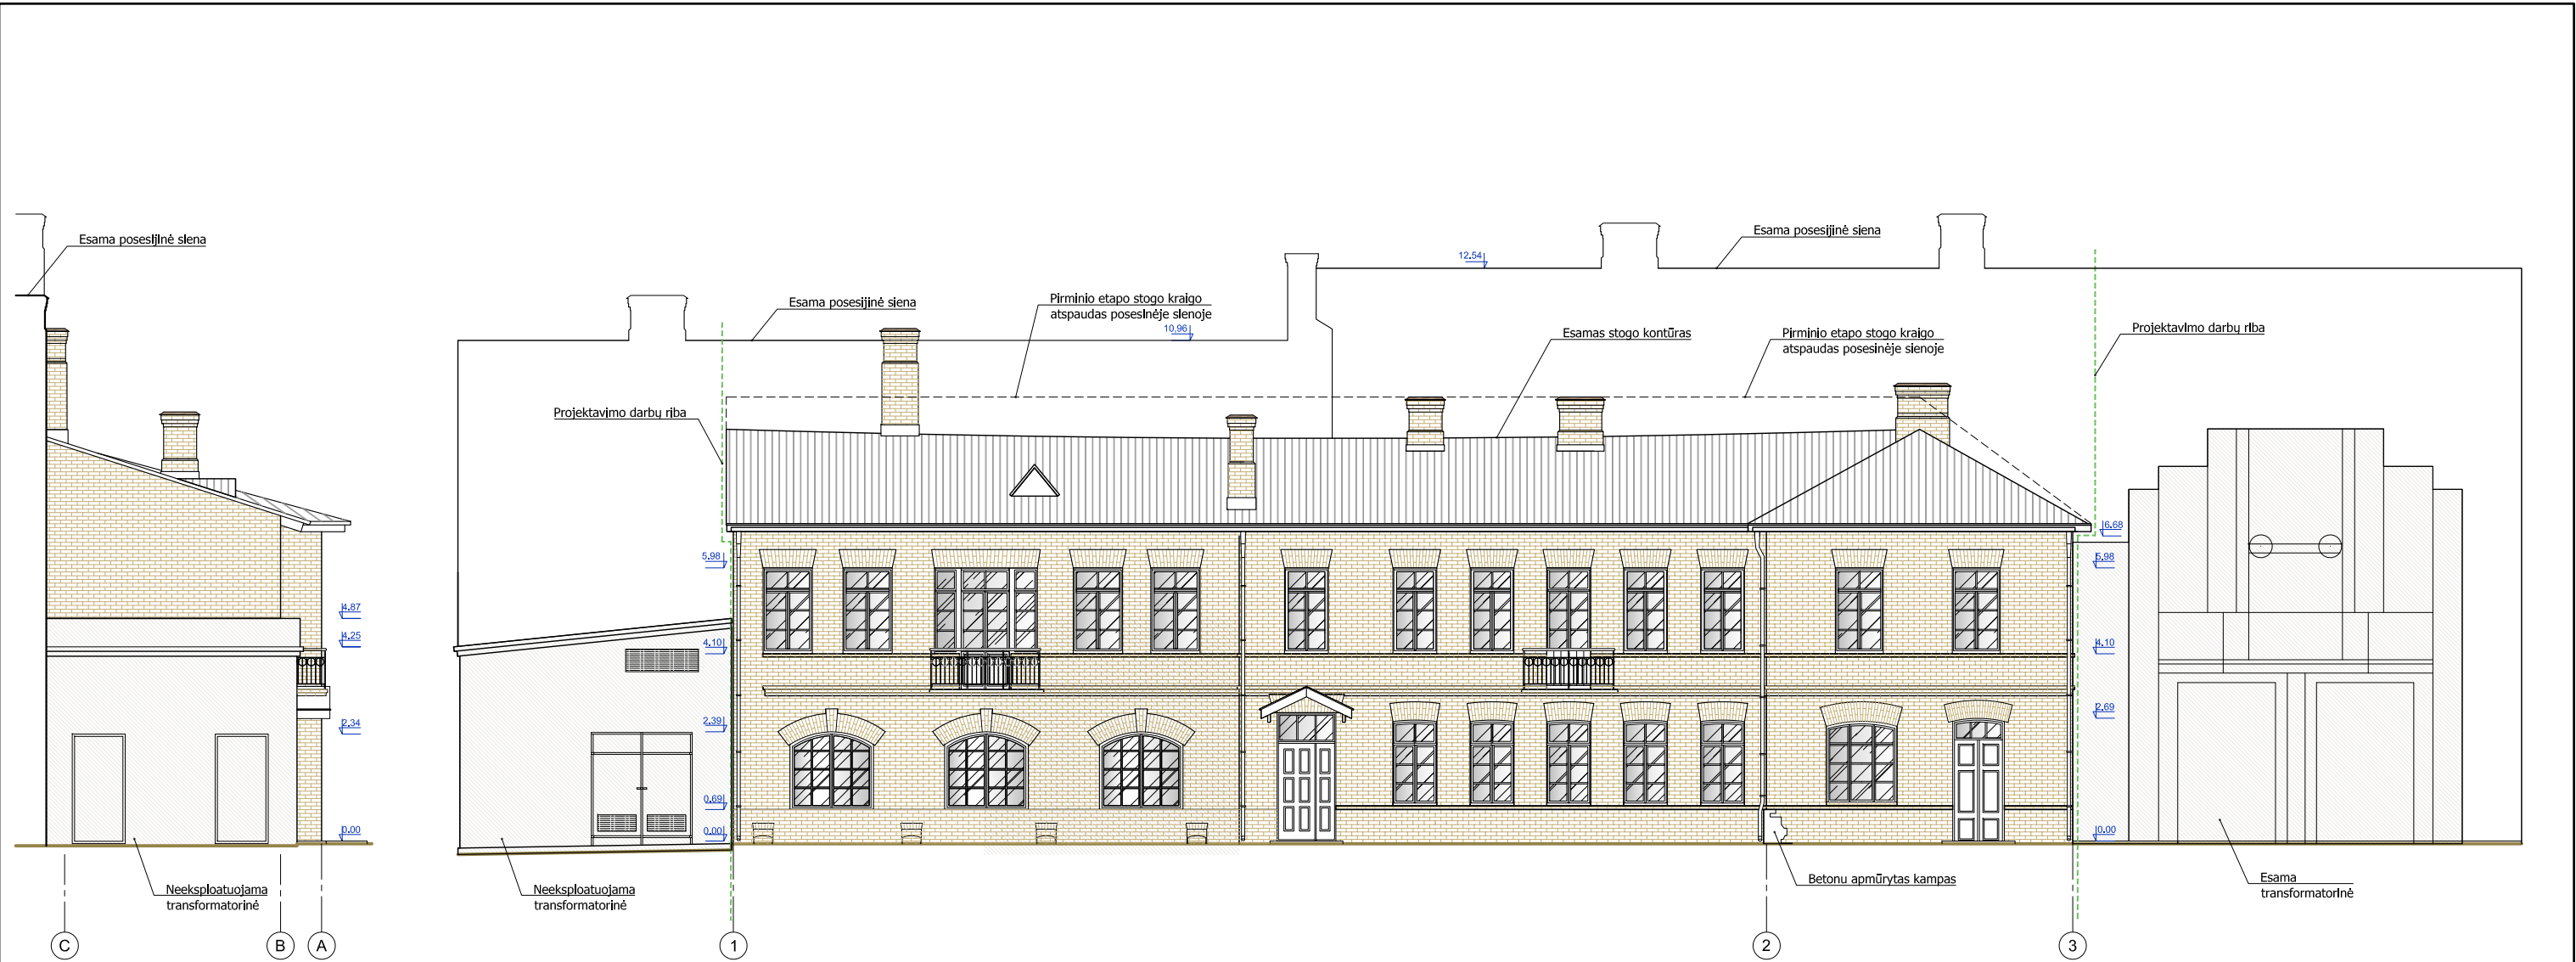 Esama posesijinė siena
Esama posesijinė siena
12.54
Esama posesijinė siena
Pirminio etapo stogo kraigo
atspaudas posesinėje sienoje
10.96
Esamas stogo kontūras
Pirminio etapo stogo kraigo
atspaudas posesinėje sienoje
Projektavimo darbų riba
Projektavimo darbų riba
6.68
5.98
5.98
4.87
4.25
4.10
4.10
2.34
2.39
2.69
0.69
0.00
0.00
0.00
Neeksploatuojama
transformatorinė
Neeksploatuojama
transformatorinė
Betonu apmūrytas kampas
Esama
transformatorinė
C
B
A
1
2
3